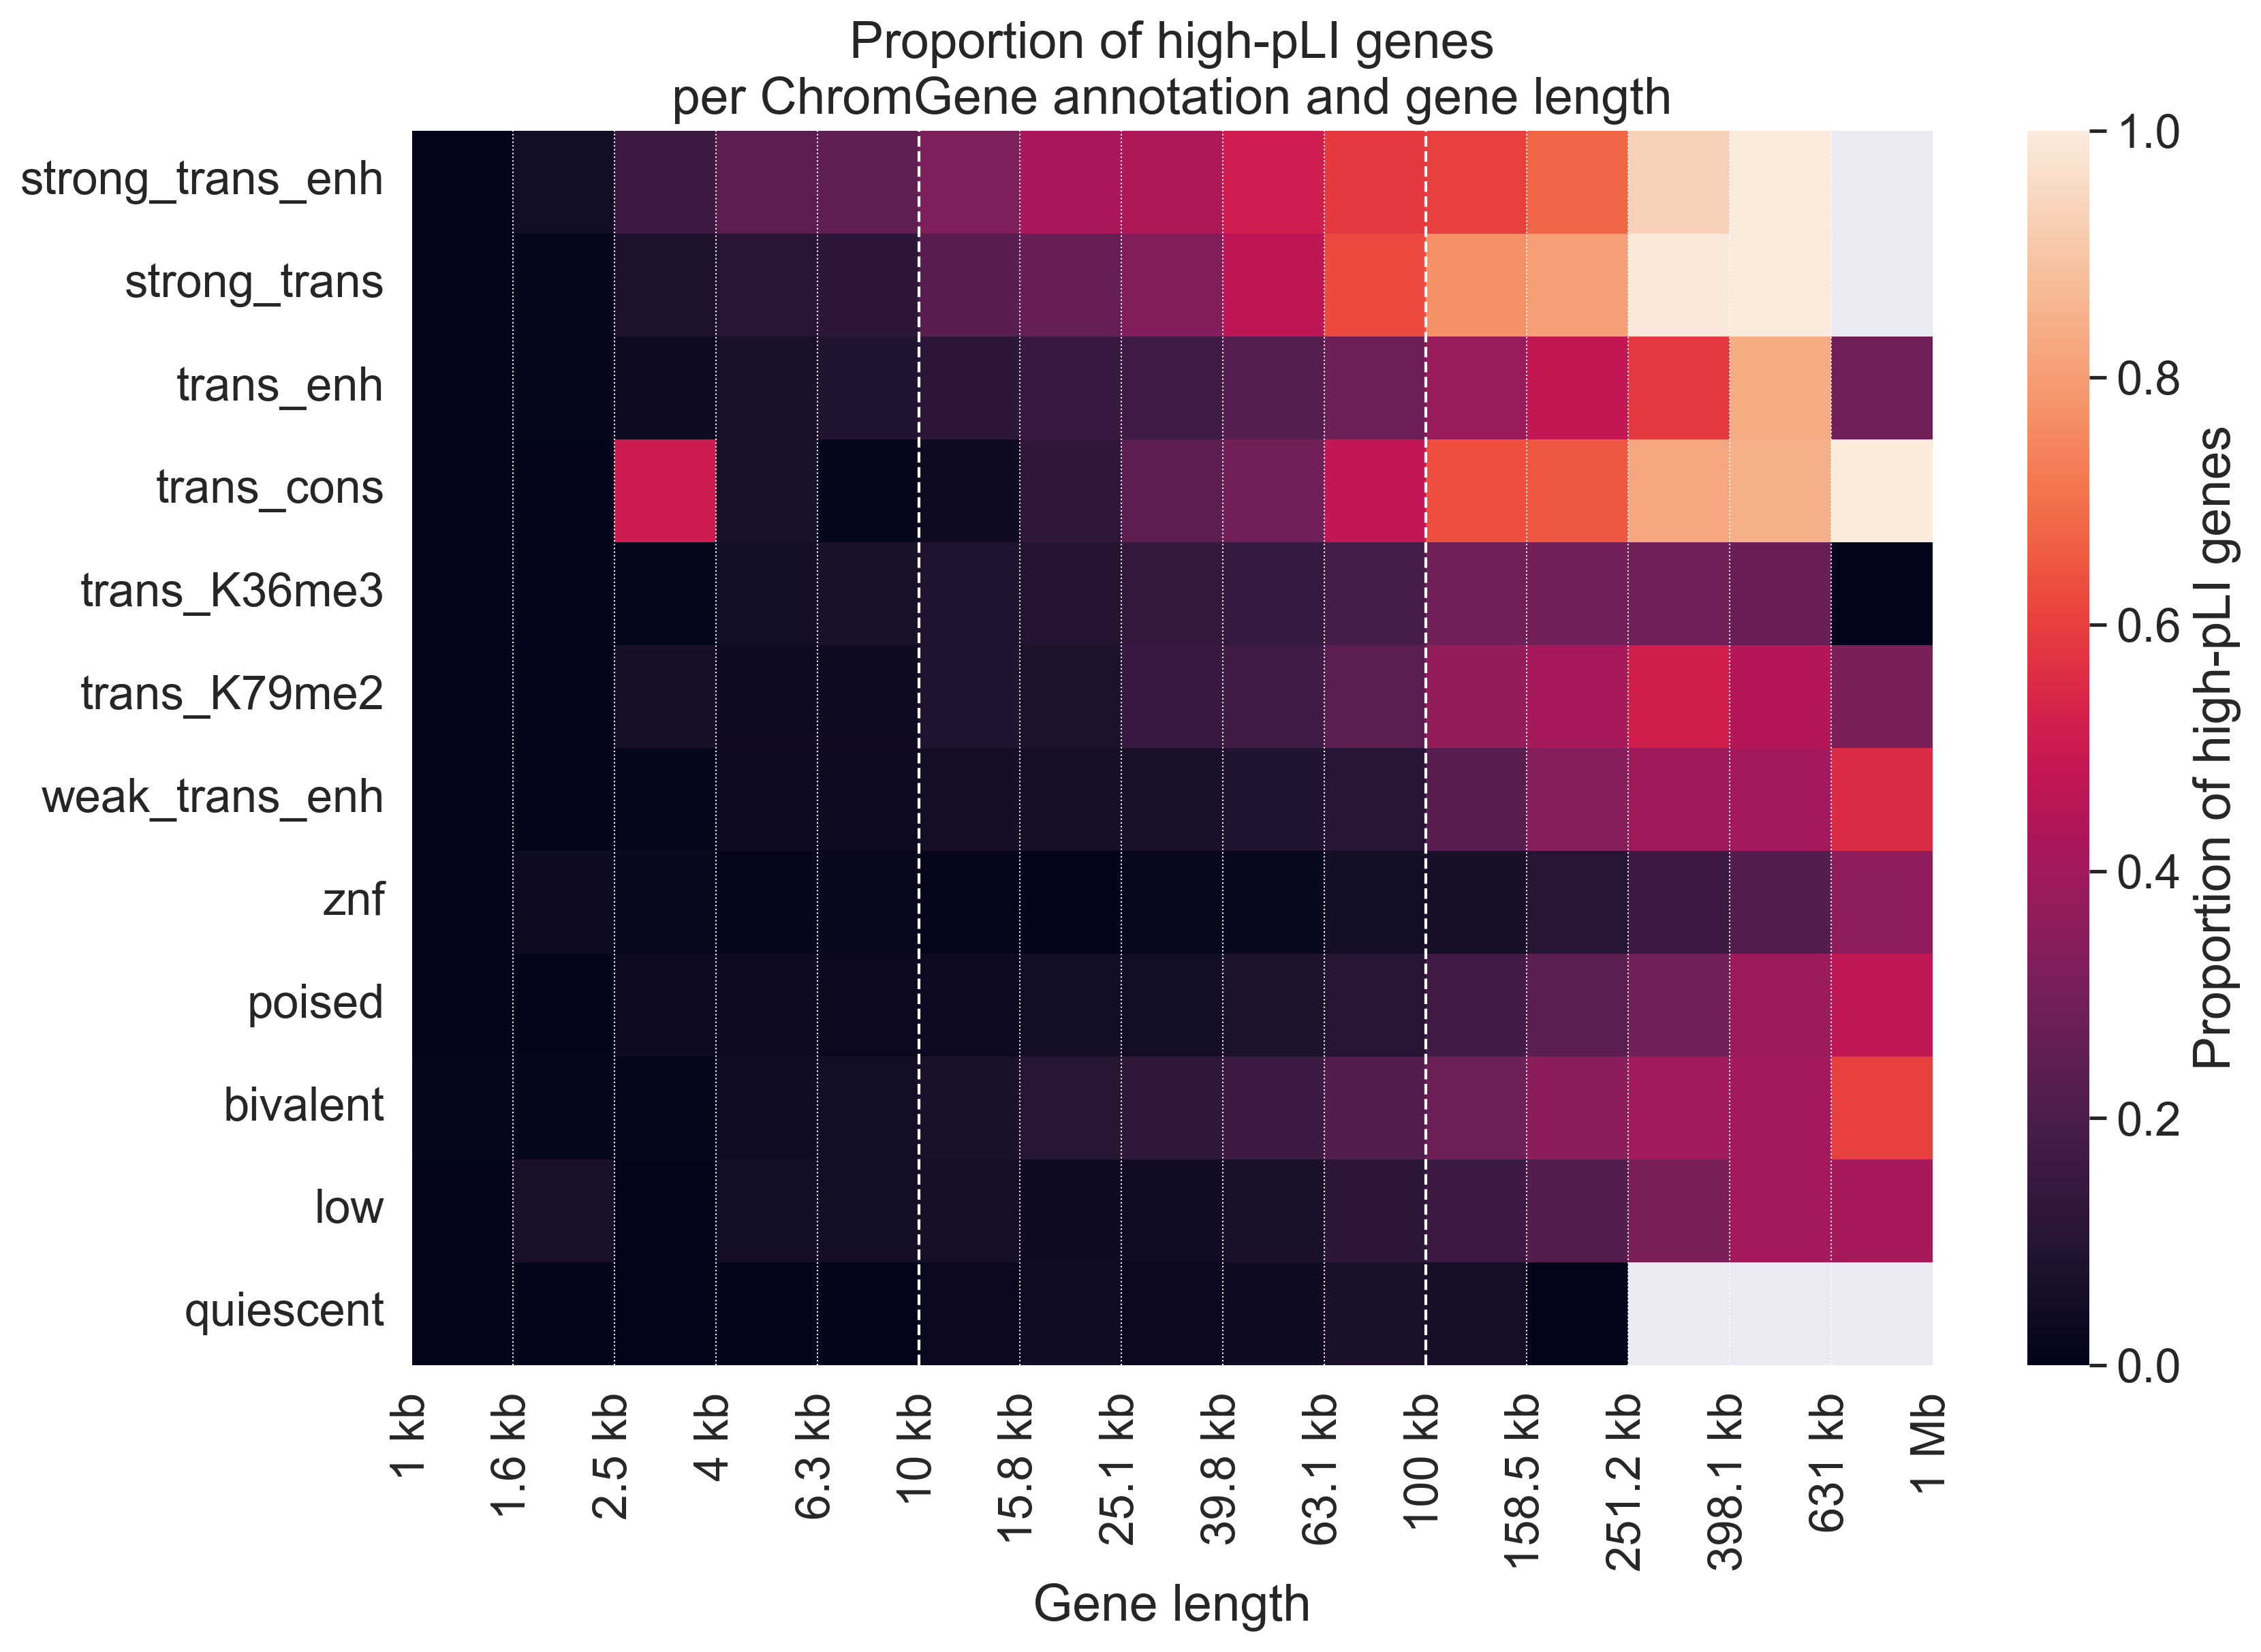 Proportion of high-pLI genes
per ChromGene annotation and gene length
strong_trans_enh
strong_trans
trans_enh
trans_cons
trans_K36me3
trans_K79me2
weak_trans_enh
znf
poised
bivalent
low
quiescent
1 kb
1.6 kb
2.5 kb
4 kb
6.3 kb
10 kb
15.8 kb
25.1 kb
39.8 kb
63.1 kb
100 kb
158.5 kb
251.2 kb
398.1 kb
631 kb
1 Mb
Gene length
1.0
0.8
0.6
0.4
0.2
0.0
Proportion of high-pLI genes